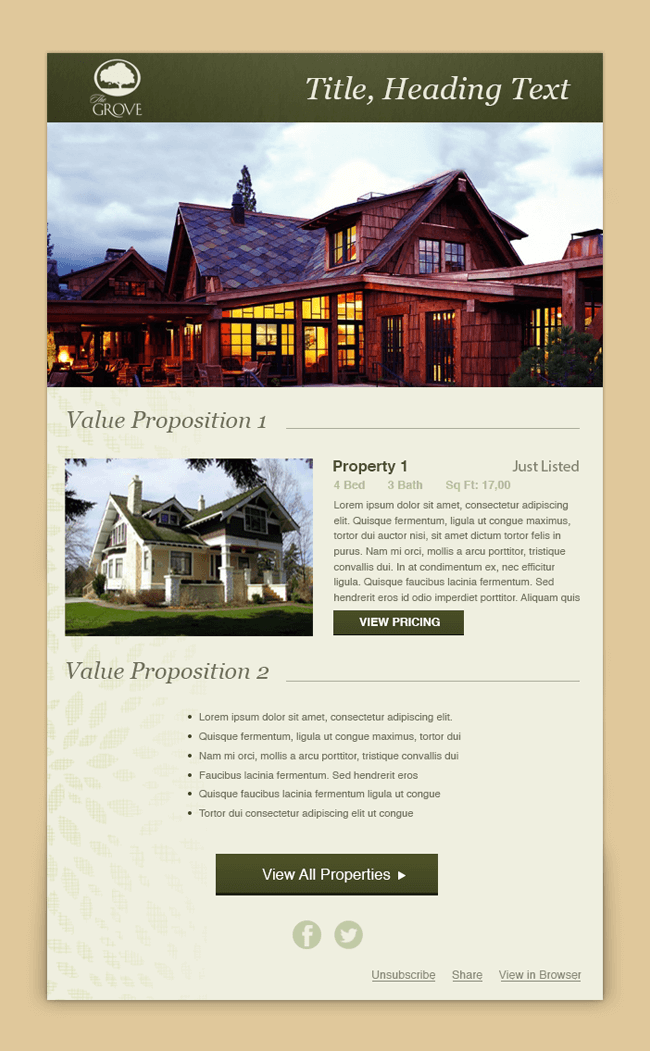 The
GROVE
Title, Heading Text
Value Proposition 1
Property 1 Just Listed
4 Bed 3 Bath Sq Ft: 17,00
Lorem ipsum dolor sit amet, consectetur adipiscing
elit. Quisque fermentum, ligula ut congue maximus,
tortor dui auctor nisi, sit amet dictum tortor felis in
purus. Nam mi orci, mollis a arcu porttitor, tristique
convallis dui. In at condimentum ex, nec efficitur
ligula. Quisque faucibus lacinia fermentum. Sed
hendrerit eros id odio imperdiet porttitor. Aliquam quis
VIEW PRICING
Value Proposition 2
• Lorem ipsum dolor sit amet, consectetur adipiscing elit.
• Quisque fermentum, ligula ut congue maximus, tortor dui
• Nam mi orci, mollis a arcu porttitor, tristique convallis dui
• Faucibus lacinia fermentum. Sed hendrerit eros
• Quisque faucibus lacinia fermentum ligula ut congue
• Tortor dui consectetur adipiscing elit ut congue
View All Properties
Unsubscribe Share View in Browser